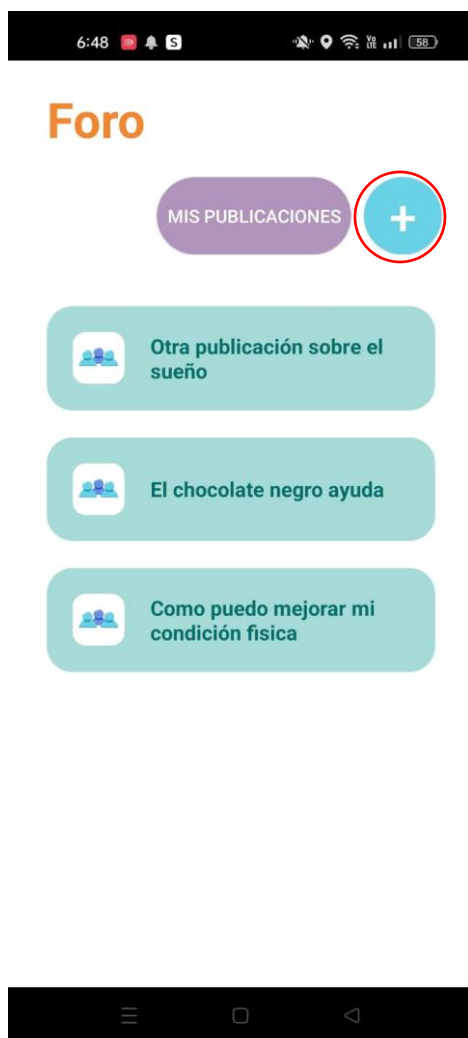 6:48 S 58
Foro
MIS PUBLICACIONES +
Otra publicación sobre el
sueño
El chocolate negro ayuda
Como puedo mejorar mi
condición fisica